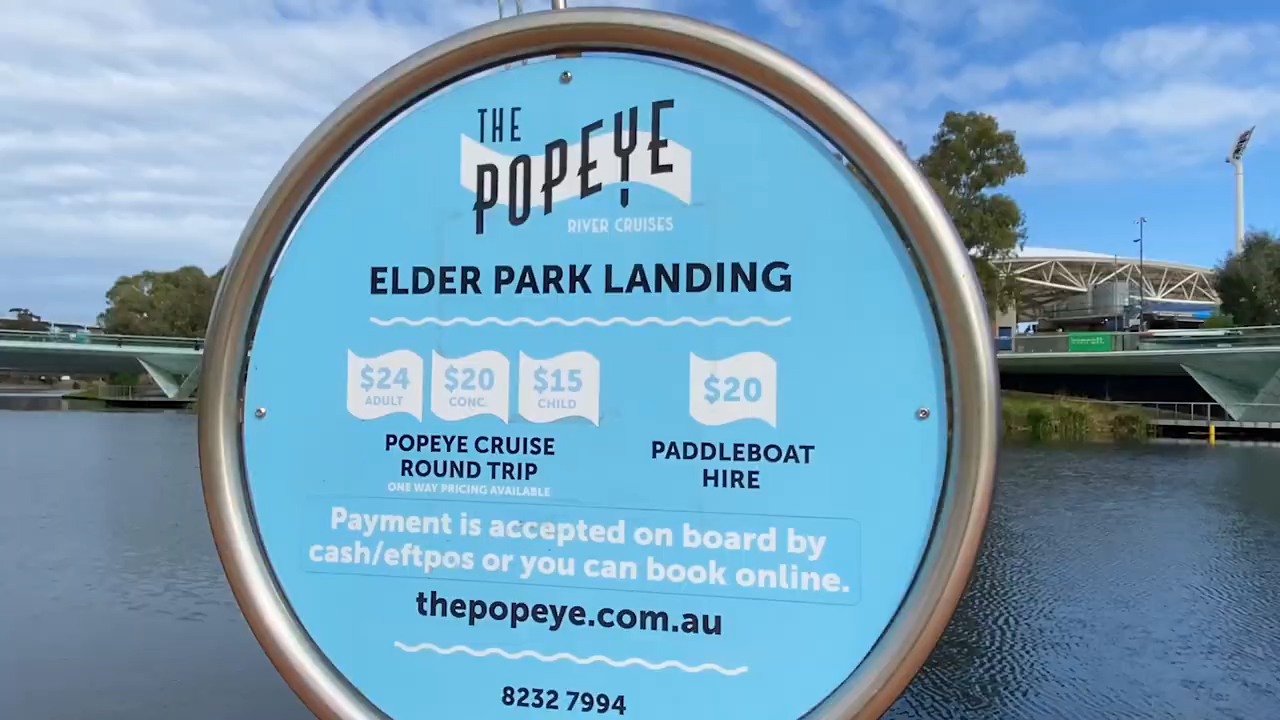 THE
POPEYE
RIVER CRUISES
ELDER PARK LANDING
$24 $20 $15 $20
ADULT CONC. CHILD
POPEYE CRUISE
ROUND TRIP
ONE WAY PRICING AVAILABLE
PADDLEBOAT
HIRE
Payment is accepted on board by
cash/eftpos or you can book online.
thepopeye.com.au
8232 7994